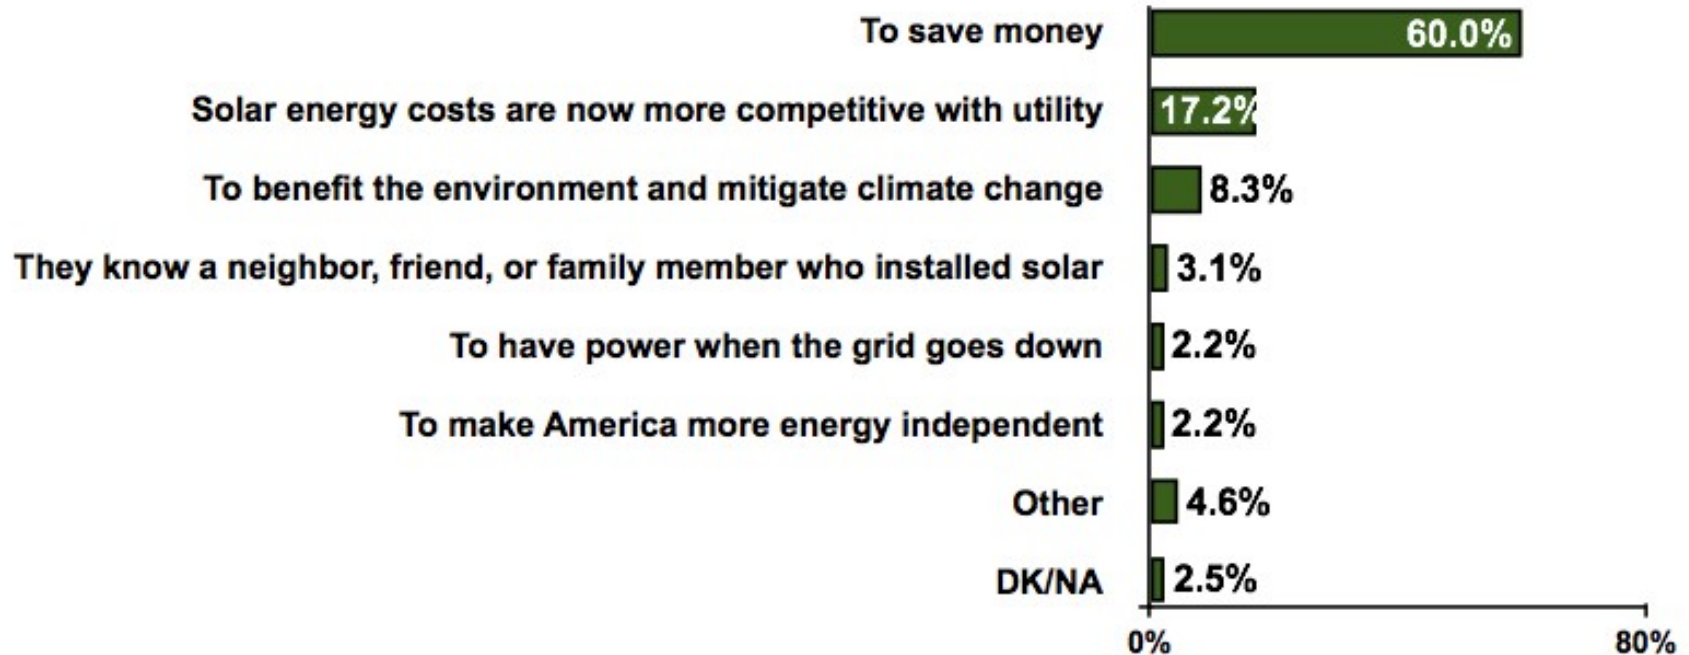 To save money 60.0%
Solar energy costs are now more competitive with utility 17.2%
To benefit the environment and mitigate climate change 8.3%
They know a neighbor, friend, or family member who installed solar 3.1%
To have power when the grid goes down 2.2%
To make America more energy independent 2.2%
Other 4.6%
DK/NA 2.5%
0% 80%